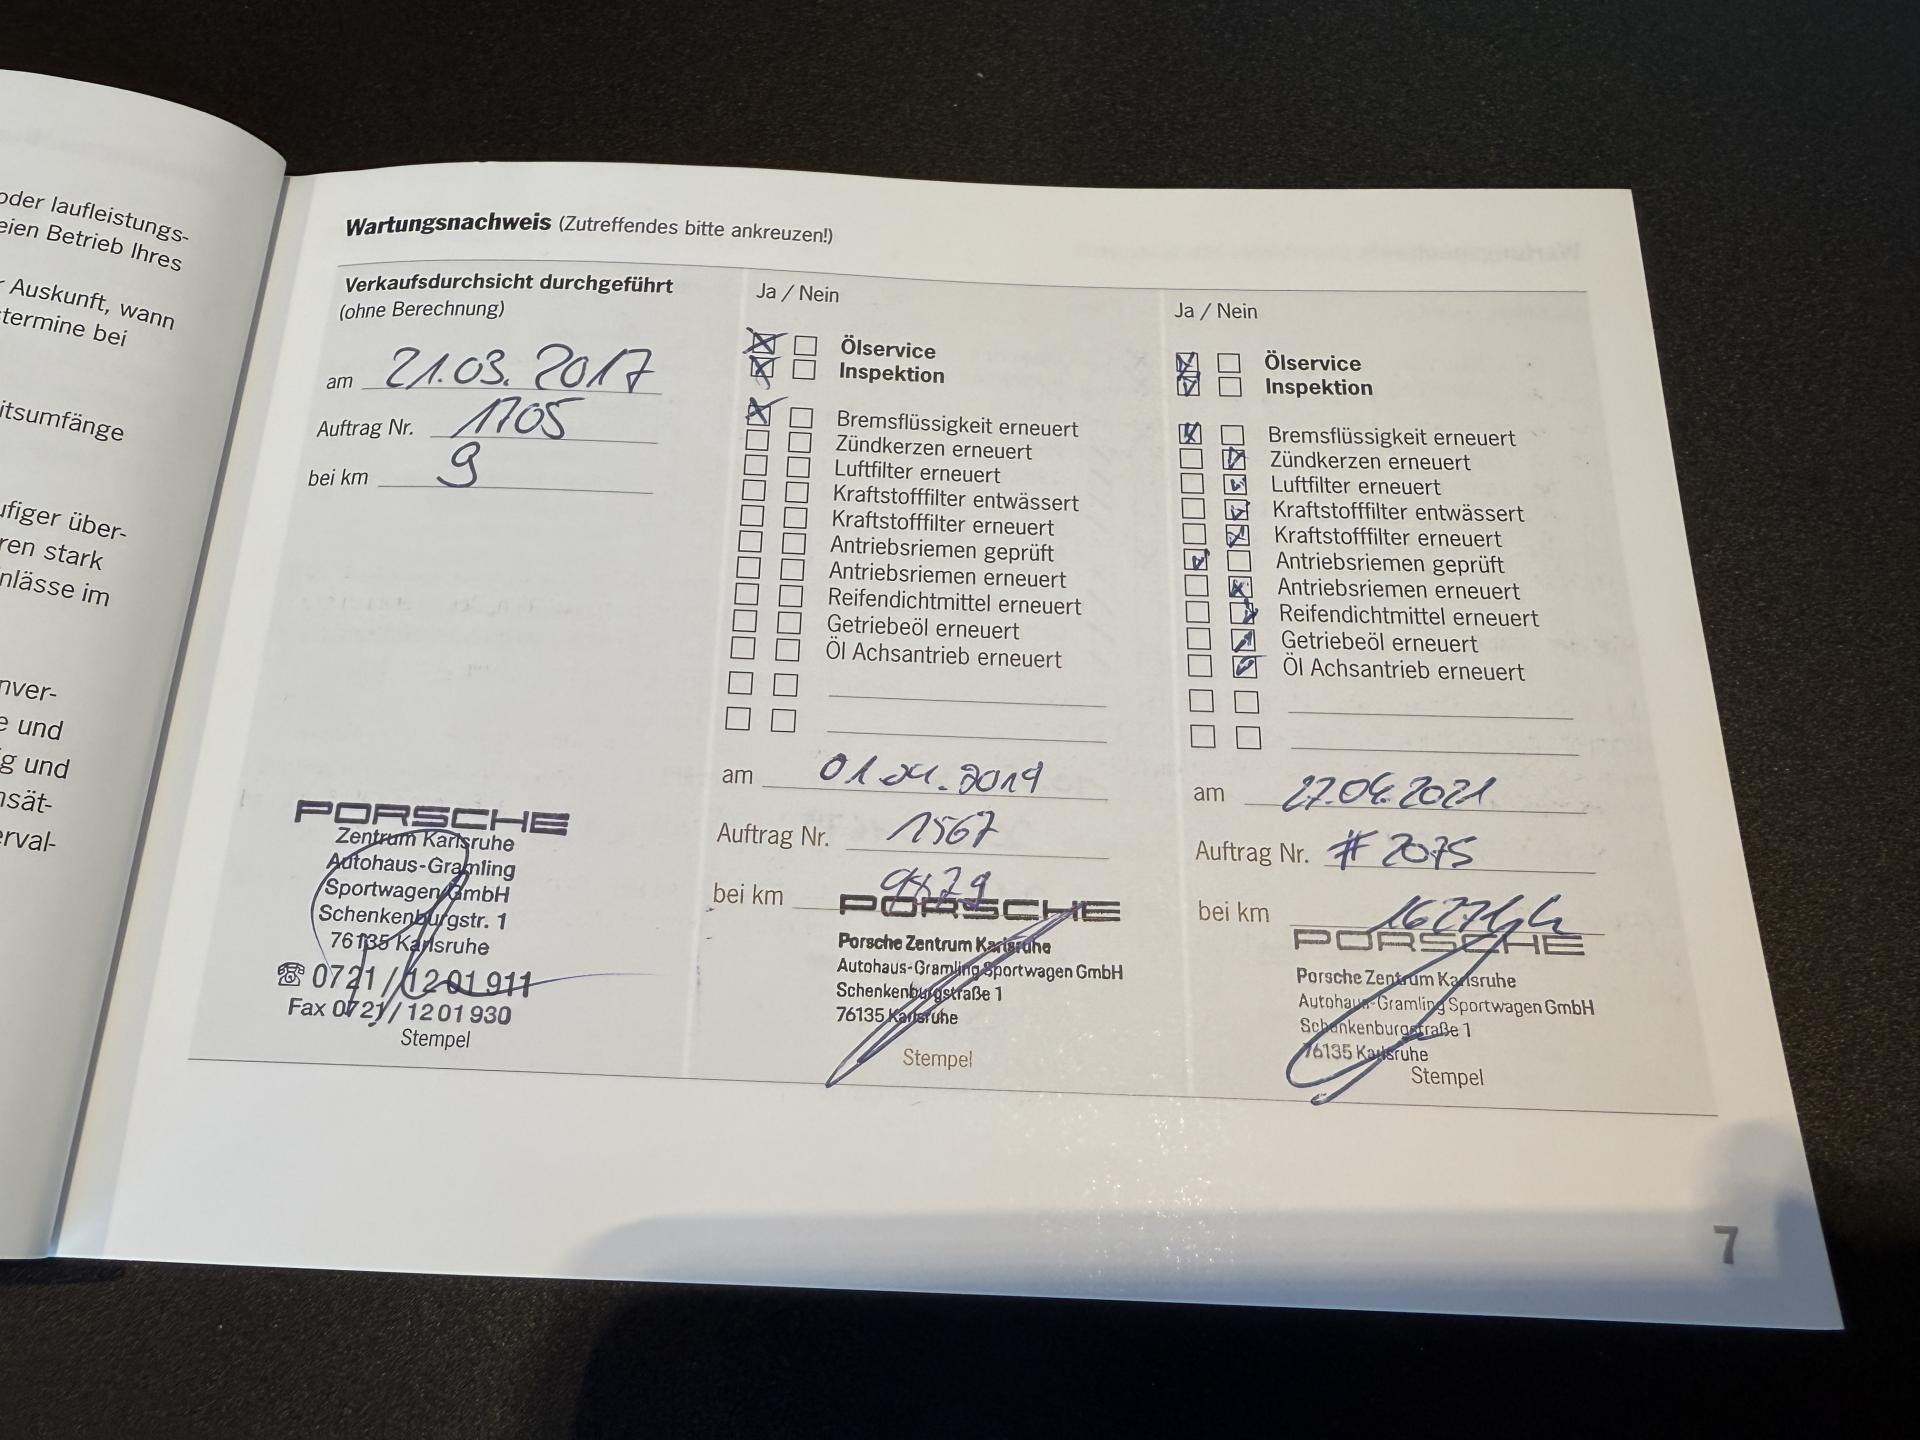 oder laufleistungs-
eien Betrieb Ihres
Auskunft, wann
termine bei
itsumfänge
ufiger über-
ren stark
nlässe im
nver-
e und
g und
nsät-
erval-
Wartungsnachweis (Zutreffendes bitte ankreuzen!)
Verkaufsdurchsicht durchgeführt
(ohne Berechnung)
am 21.03.2017
Auftrag Nr. 1705
bei km 9
PORSCHE
Zentrum Karlsruhe
Autohaus-Gramling
Sportwagen GmbH
Schenkenburgstr. 1
76135 Karlsruhe
0721/1201911
Fax 0721/1201930
Stempel
Ja / Nein
Ölservice
Inspektion
Bremsflüssigkeit erneuert
Zündkerzen erneuert
Luftfilter erneuert
Kraftstofffilter entwässert
Kraftstofffilter erneuert
Antriebsriemen geprüft
Antriebsriemen erneuert
Reifendichtmittel erneuert
Getriebeöl erneuert
Öl Achsantrieb erneuert
am 01.04.2019
Auftrag Nr. 1567
bei km
PORSCHE
Porsche Zentrum Karlsruhe
Autohaus-Gramling Sportwagen GmbH
Schenkenburgstraße 1
76135 Karlsruhe
Stempel
Ja / Nein
Ölservice
Inspektion
Bremsflüssigkeit erneuert
Zündkerzen erneuert
Luftfilter erneuert
Kraftstofffilter entwässert
Kraftstofffilter erneuert
Antriebsriemen geprüft
Antriebsriemen erneuert
Reifendichtmittel erneuert
Getriebeöl erneuert
Öl Achsantrieb erneuert
am 27.04.2021
Auftrag Nr. # 2075
bei km
PORSCHE
Porsche Zentrum Karlsruhe
Autohaus-Gramling Sportwagen GmbH
Schenkenburgstraße 1
76135 Karlsruhe
Stempel
7